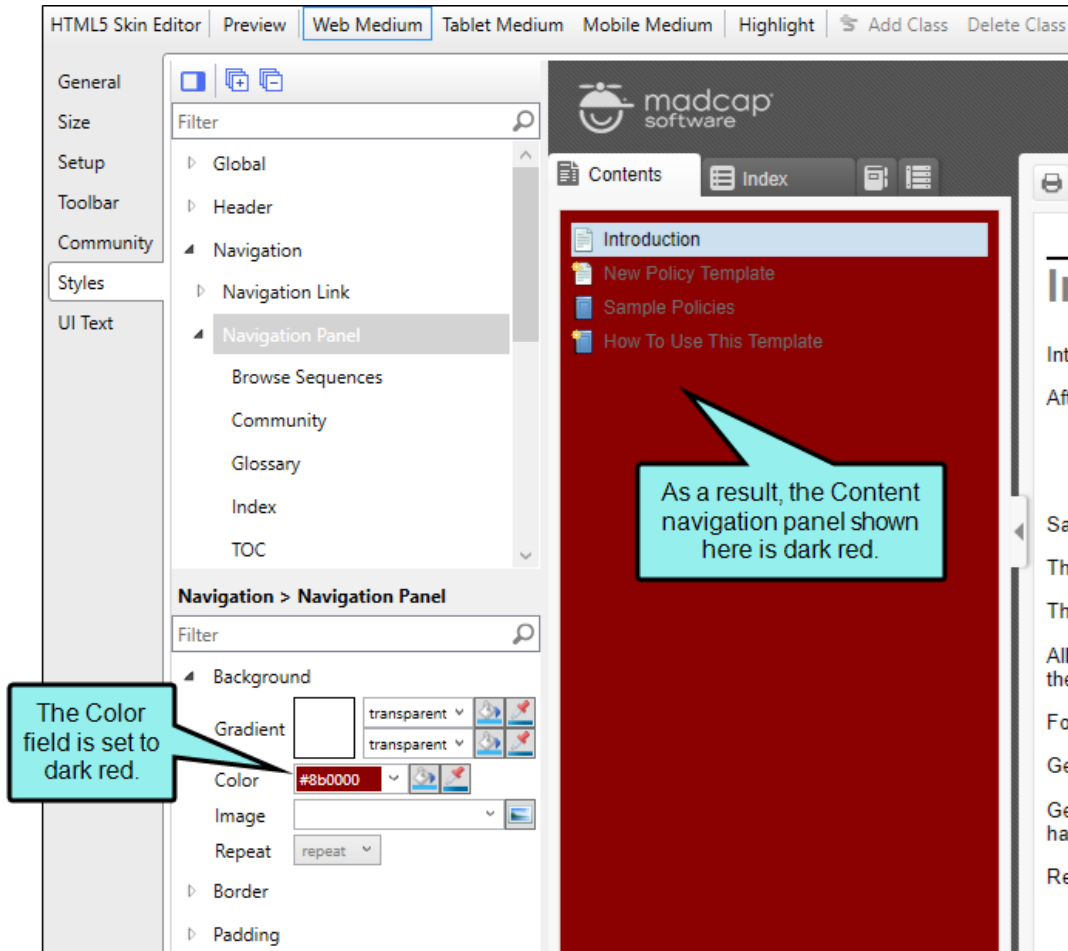 HTML5 Skin Editor Preview Web Medium Tablet Medium Mobile Medium Highlight Add Class Delete Class
General
Size
Setup
Toolbar
Community
Styles
UI Text
Filter
Global
Header
Navigation
Navigation Link
Navigation Panel
Browse Sequences
Community
Glossary
Index
TOC
Navigation > Navigation Panel
Filter
Background
Gradient
transparent
transparent
Color #8b0000
Image
Repeat repeat
Border
Padding
The Color
field is set to
dark red.
madcap
software
Contents Index
Introduction
New Policy Template
Sample Policies
How To Use This Template
As a result, the Content
navigation panel shown
here is dark red.
All